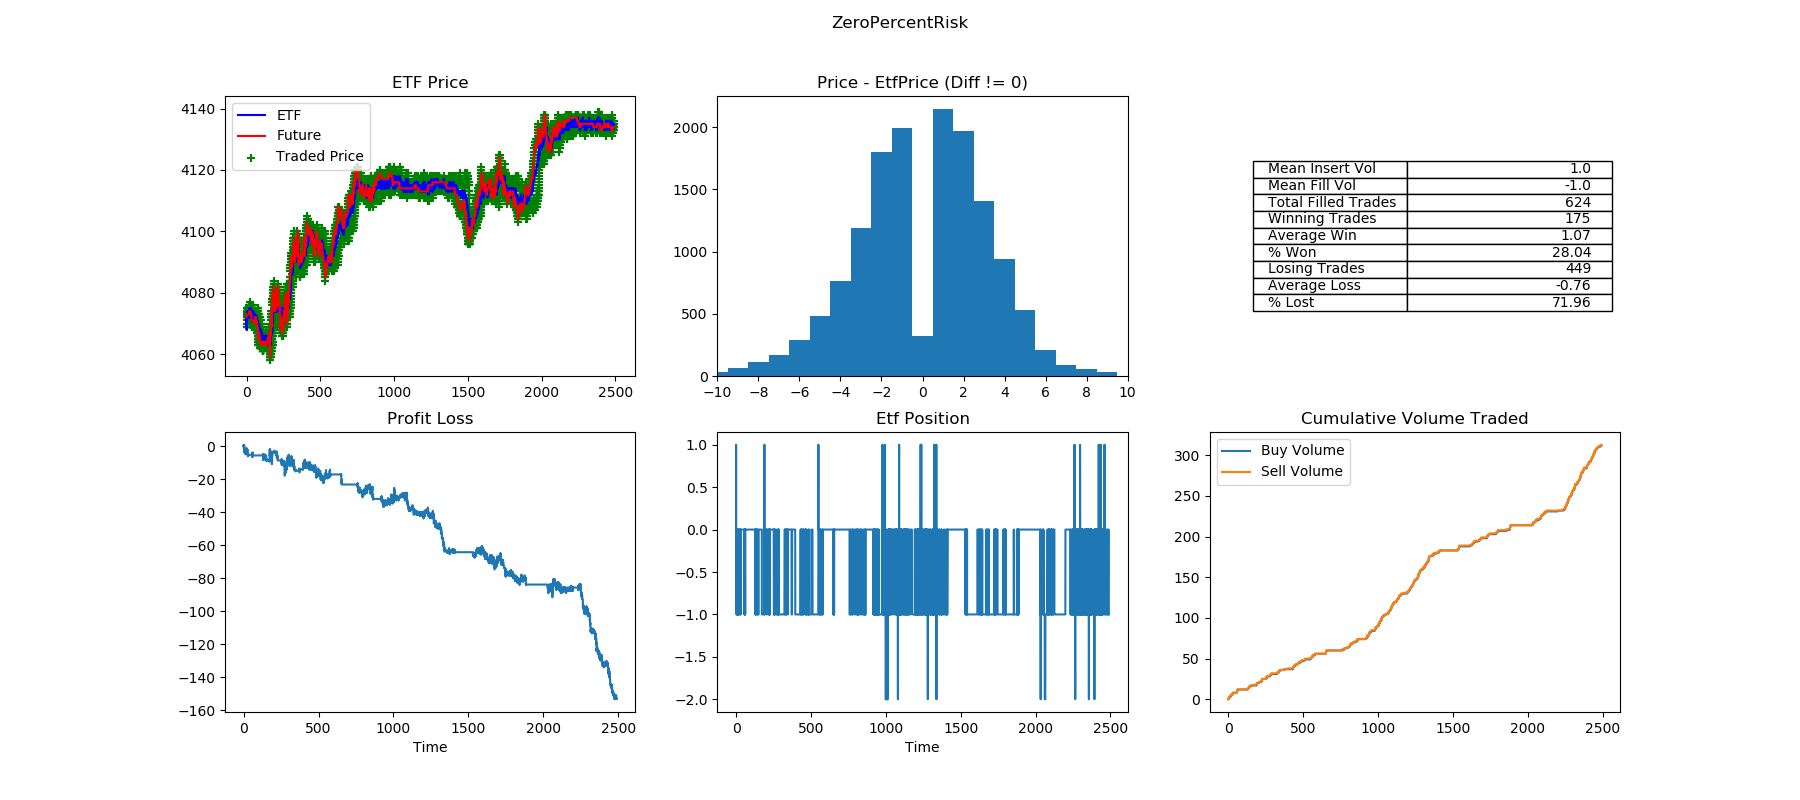 ZeroPercentRisk
ETF Price
4140
4120
4100
4080
4060
ETF
Future
Traded Price
0 500 1000 1500 2000 2500
Price - EtfPrice (Diff != 0)
2000
1500
1000
500
0
−10 −8 −6 −4 −2 0 2 4 6 8 10
Mean Insert Vol 1.0
Mean Fill Vol -1.0
Total Filled Trades 624
Winning Trades 175
Average Win 1.07
% Won 28.04
Losing Trades 449
Average Loss -0.76
% Lost 71.96
Profit Loss
0
−20
−40
−60
−80
−100
−120
−140
−160
0 500 1000 1500 2000 2500
Time
Etf Position
1.0
0.5
0.0
−0.5
−1.0
−1.5
−2.0
0 500 1000 1500 2000 2500
Time
Cumulative Volume Traded
300
250
200
150
100
50
0
Buy Volume
Sell Volume
0 500 1000 1500 2000 2500